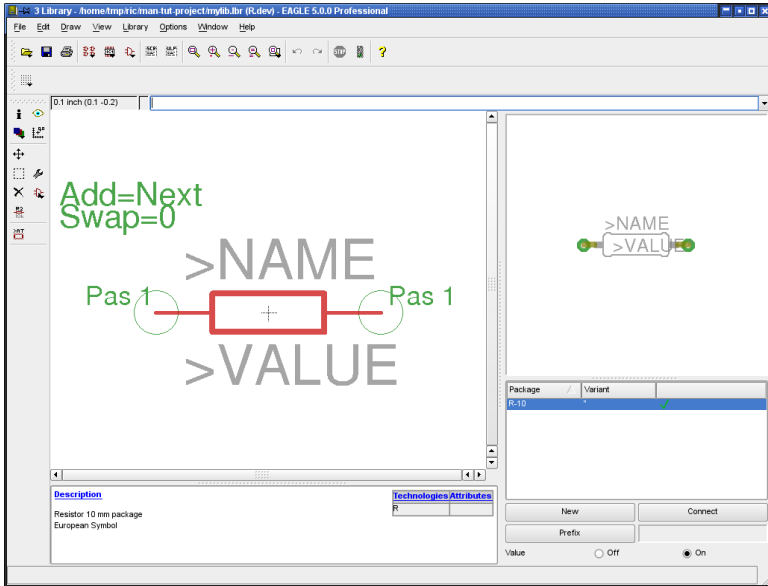 3 Library - /home/tmp/ric/man-tut-project/mylib.lbr (R.dev) - EAGLE 5.0.0 Professional
File Edit Draw View Library Options Window Help
SCR ULP STOP
0.1 inch (0.1 -0.2)
Add=Next
Swap=0
>NAME
Pas 1 Pas 1
>VALUE
>NAME
>VALUE
Package Variant
R-10 "
Description
Resistor 10 mm package
European Symbol
Technologies Attributes
R
New Connect
Prefix
Value Off On